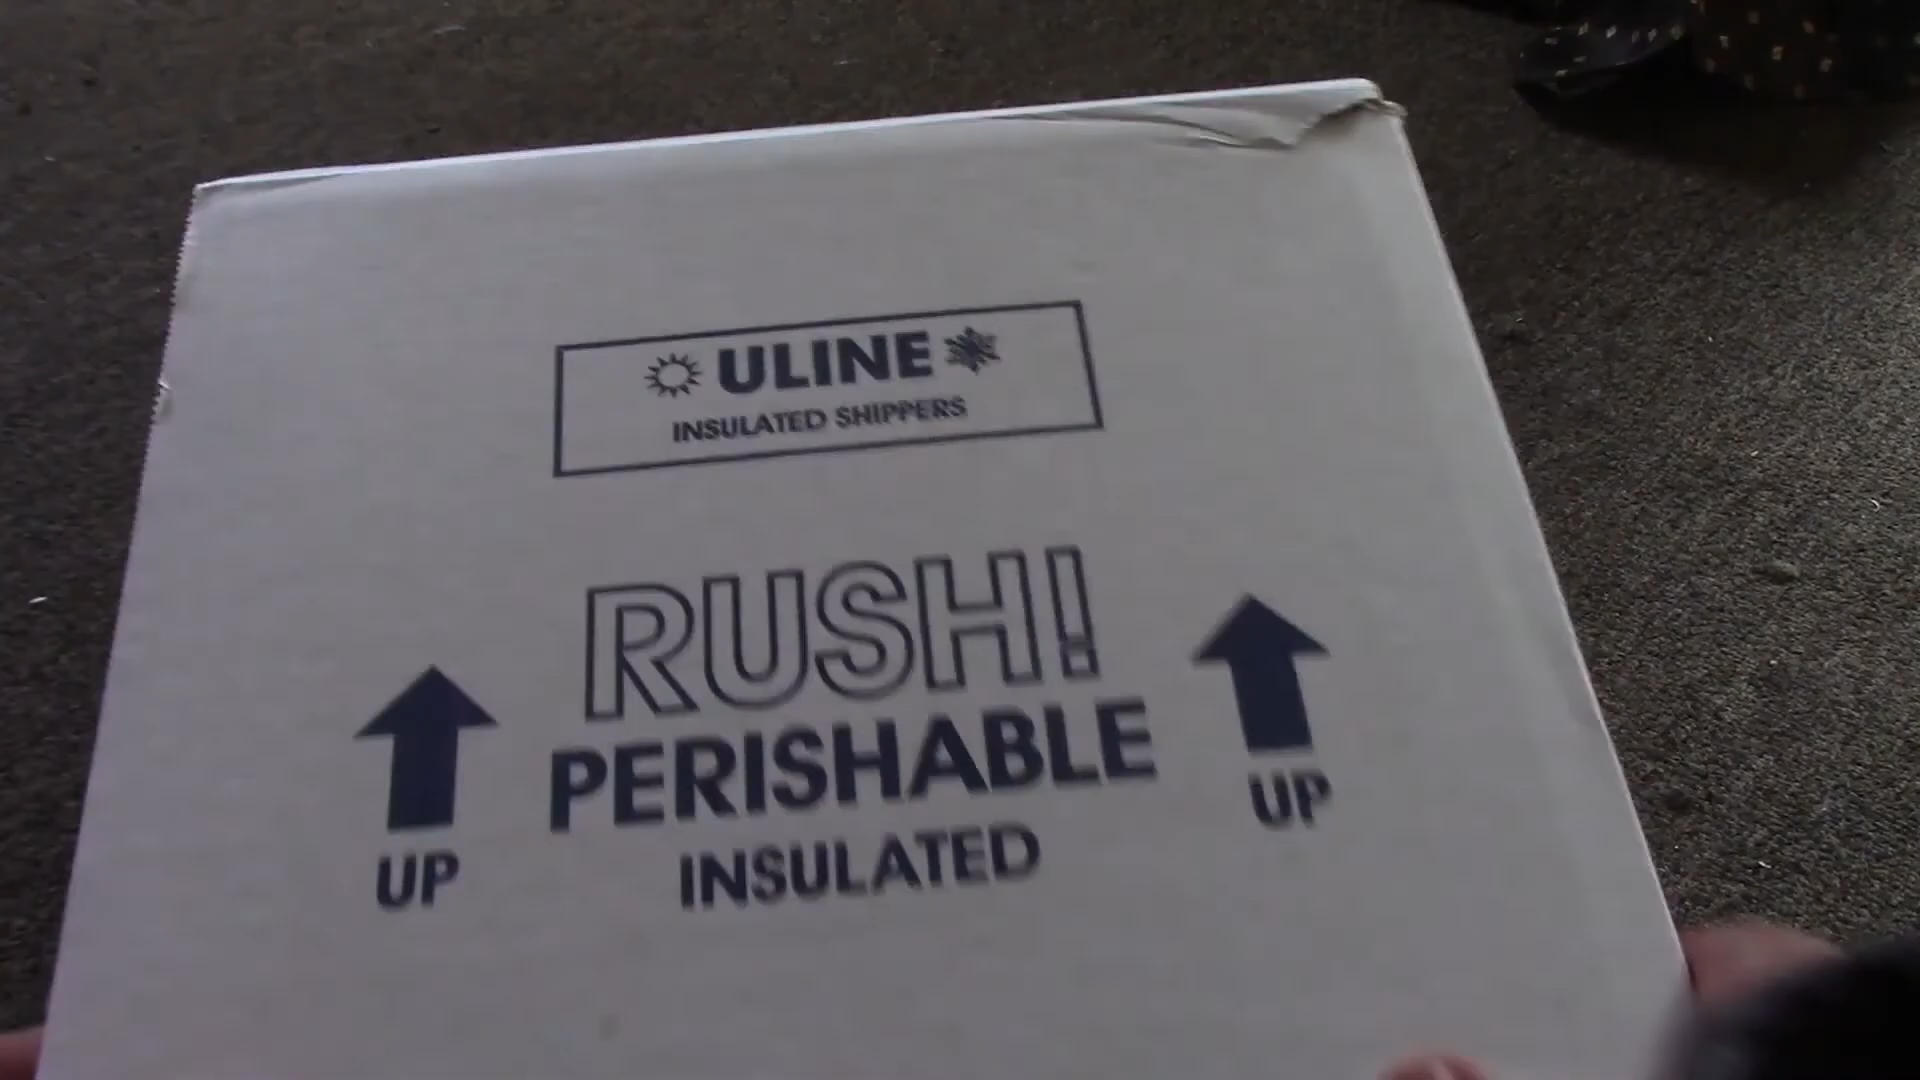 ULINE
INSULATED SHIPPERS
RUSH!
PERISHABLE
INSULATED
UP
UP